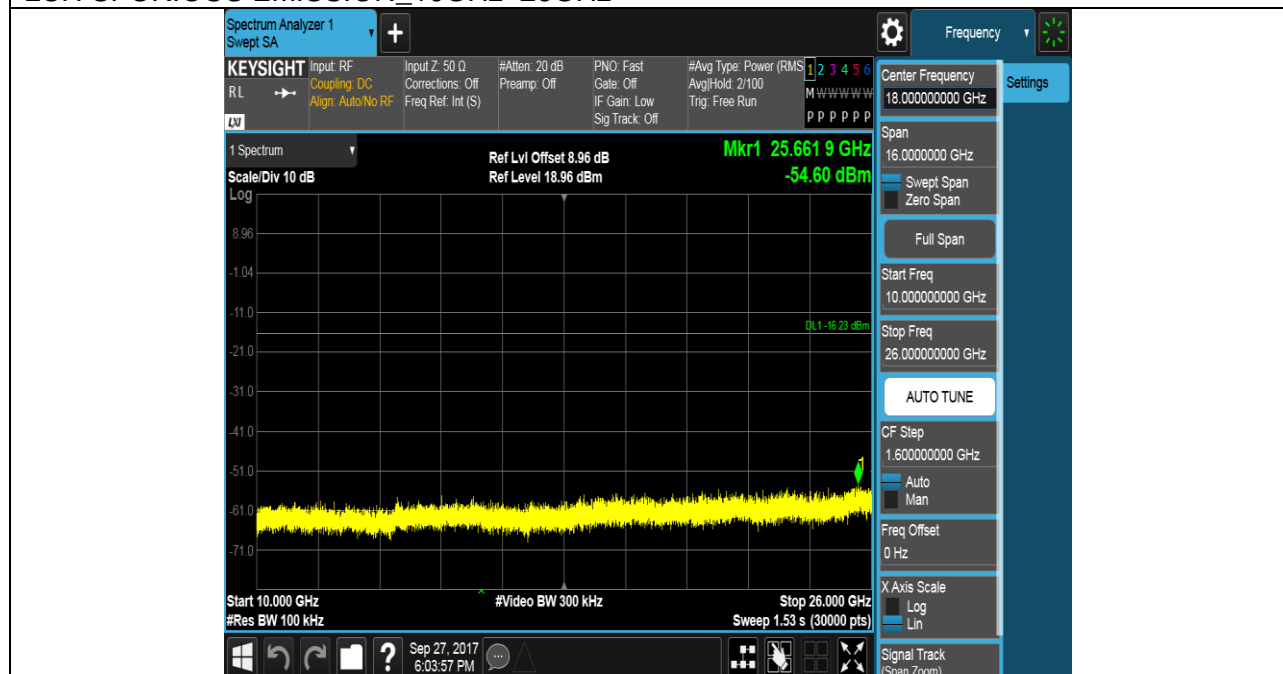 Spectrum Analyzer 1
Swept SA
+
Frequency
KEYSIGHT
RL
LXI
Input: RF
Coupling: DC
Align: Auto/No RF
Input Z: 50 Ω
Corrections: Off
Freq Ref: Int (S)
#Atten: 20 dB
Preamp: Off
PNO: Fast
Gate: Off
IF Gain: Low
Sig Track: Off
#Avg Type: Power (RMS
Avg|Hold: 2/100
Trig: Free Run
1 2 3 4 5 6
M W W W W W
P P P P P P
1 Spectrum
Scale/Div 10 dB
Log
Ref Lvl Offset 8.96 dB
Ref Level 18.96 dBm
Mkr1 25.661 9 GHz
-54.60 dBm
8.96
-1.04
-11.0
DL1 -16.23 dBm
-21.0
-31.0
-41.0
-51.0
1
-61.0
-71.0
Start 10.000 GHz
#Res BW 100 kHz
#Video BW 300 kHz
Stop 26.000 GHz
Sweep 1.53 s (30000 pts)
?
Sep 27, 2017
6:03:57 PM
Center Frequency
18.000000000 GHz
Settings
Span
16.0000000 GHz
Swept Span
Zero Span
Full Span
Start Freq
10.000000000 GHz
Stop Freq
26.000000000 GHz
AUTO TUNE
CF Step
1.600000000 GHz
Auto
Man
Freq Offset
0 Hz
X Axis Scale
Log
Lin
Signal Track
(Span Zoom)